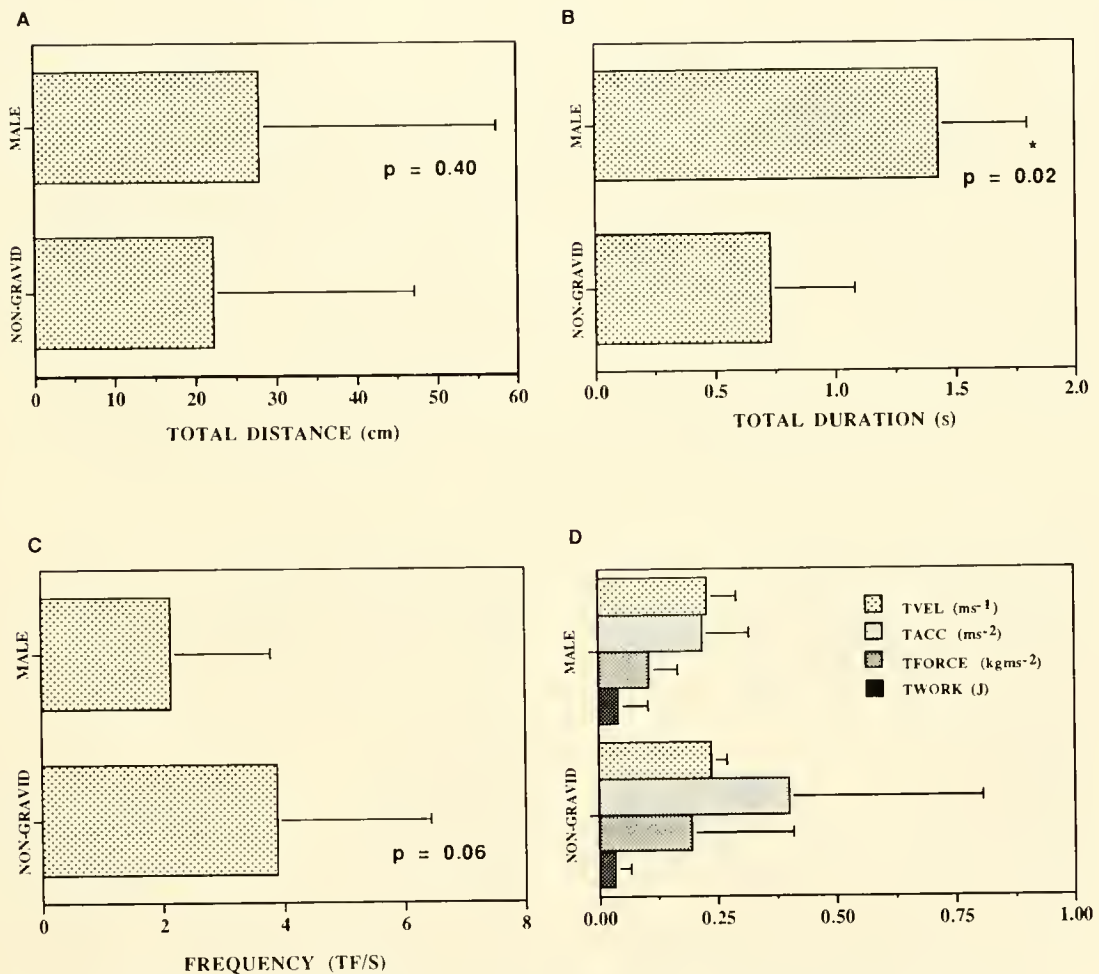 A
MALE
NON-GRAVID
p = 0.40
0 10 20 30 40 50 60
TOTAL DISTANCE (cm)
B
MALE
NON-GRAVID
*
p = 0.02
0.0 0.5 1.0 1.5 2.0
TOTAL DURATION (s)
C
MALE
NON-GRAVID
p = 0.06
0 2 4 6 8
FREQUENCY (TF/S)
D
MALE
NON-GRAVID
TVEL (ms⁻¹)
TACC (ms⁻²)
TFORCE (kgms⁻²)
TWORK (J)
0.00 0.25 0.50 0.75 1.00